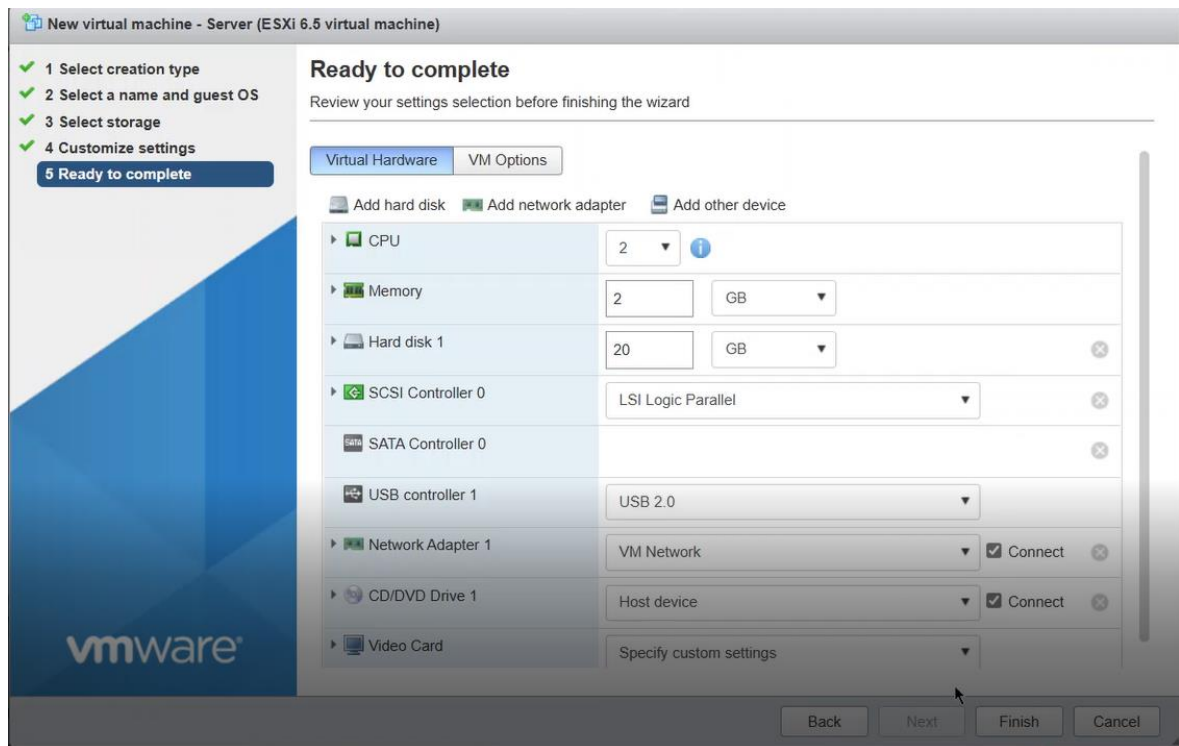 New virtual machine - Server (ESXi 6.5 virtual machine)
1 Select creation type
2 Select a name and guest OS
3 Select storage
4 Customize settings
5 Ready to complete
Ready to complete
Review your settings selection before finishing the wizard
Virtual Hardware VM Options
Add hard disk Add network adapter Add other device
CPU 2
Memory 2 GB
Hard disk 1 20 GB
SCSI Controller 0 LSI Logic Parallel
SATA SATA Controller 0
USB controller 1 USB 2.0
Network Adapter 1 VM Network Connect
CD/DVD Drive 1 Host device Connect
Video Card Specify custom settings
vmware
Back Next Finish Cancel